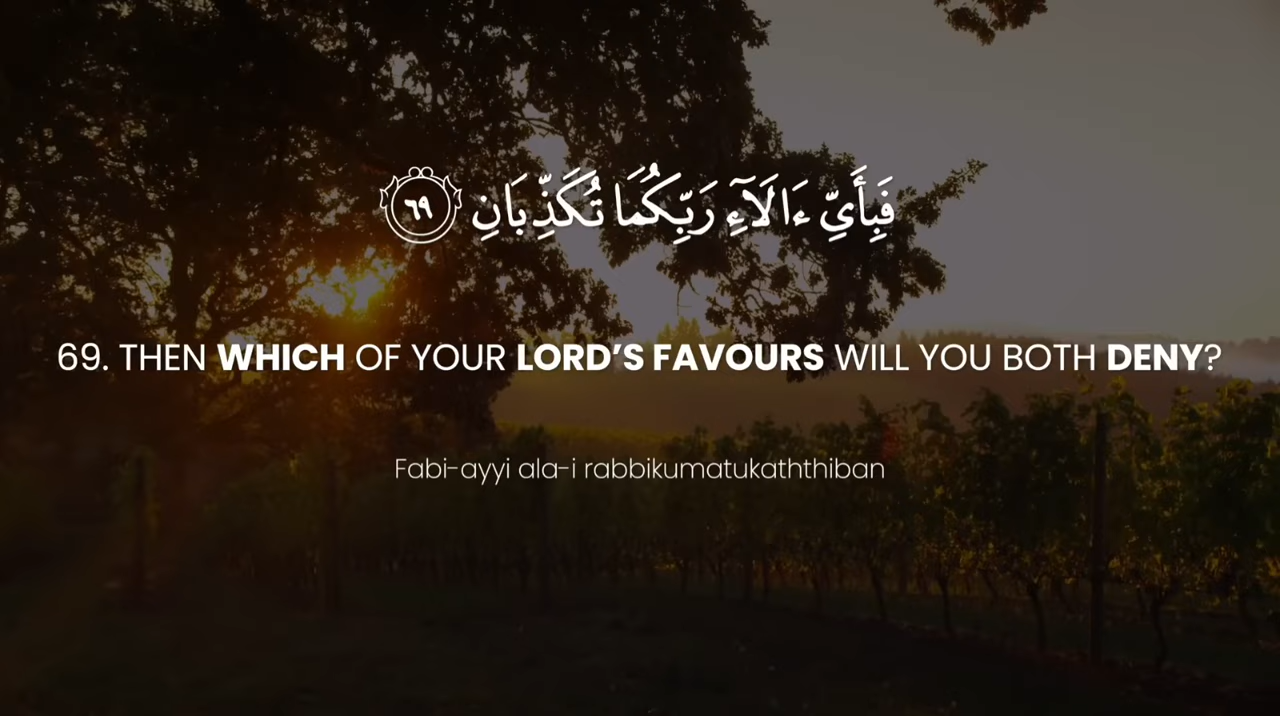 فَبِأَيِّ ءَالَآءِ رَبِّكُمَا تُكَذِّبَانِ ٦٩
69. THEN WHICH OF YOUR LORD’S FAVOURS WILL YOU BOTH DENY?
Fabi-ayyi ala-i rabbikumatukaththiban